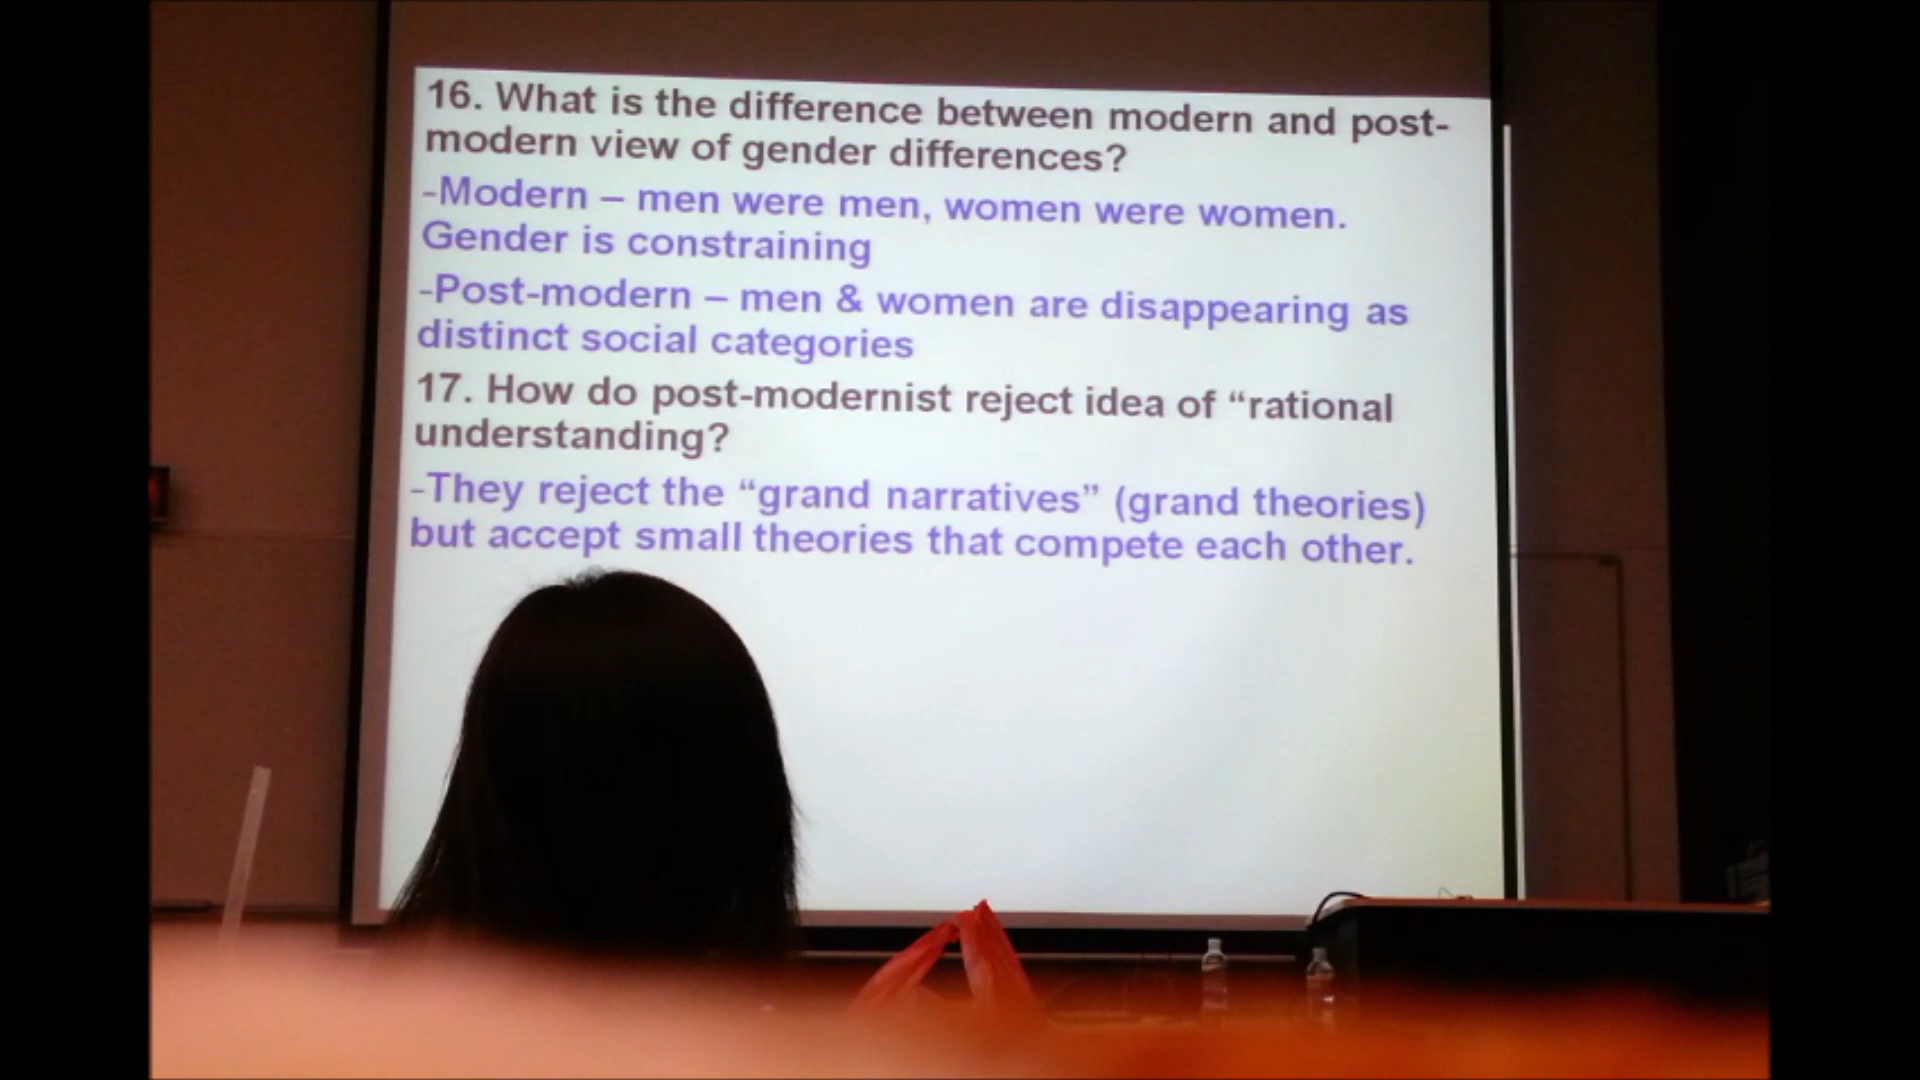 16. What is the difference between modern and post-
modern view of gender differences?
-Modern – men were men, women were women.
Gender is constraining
-Post-modern – men & women are disappearing as
distinct social categories
17. How do post-modernist reject idea of “rational
understanding?
-They reject the “grand narratives” (grand theories)
but accept small theories that compete each other.